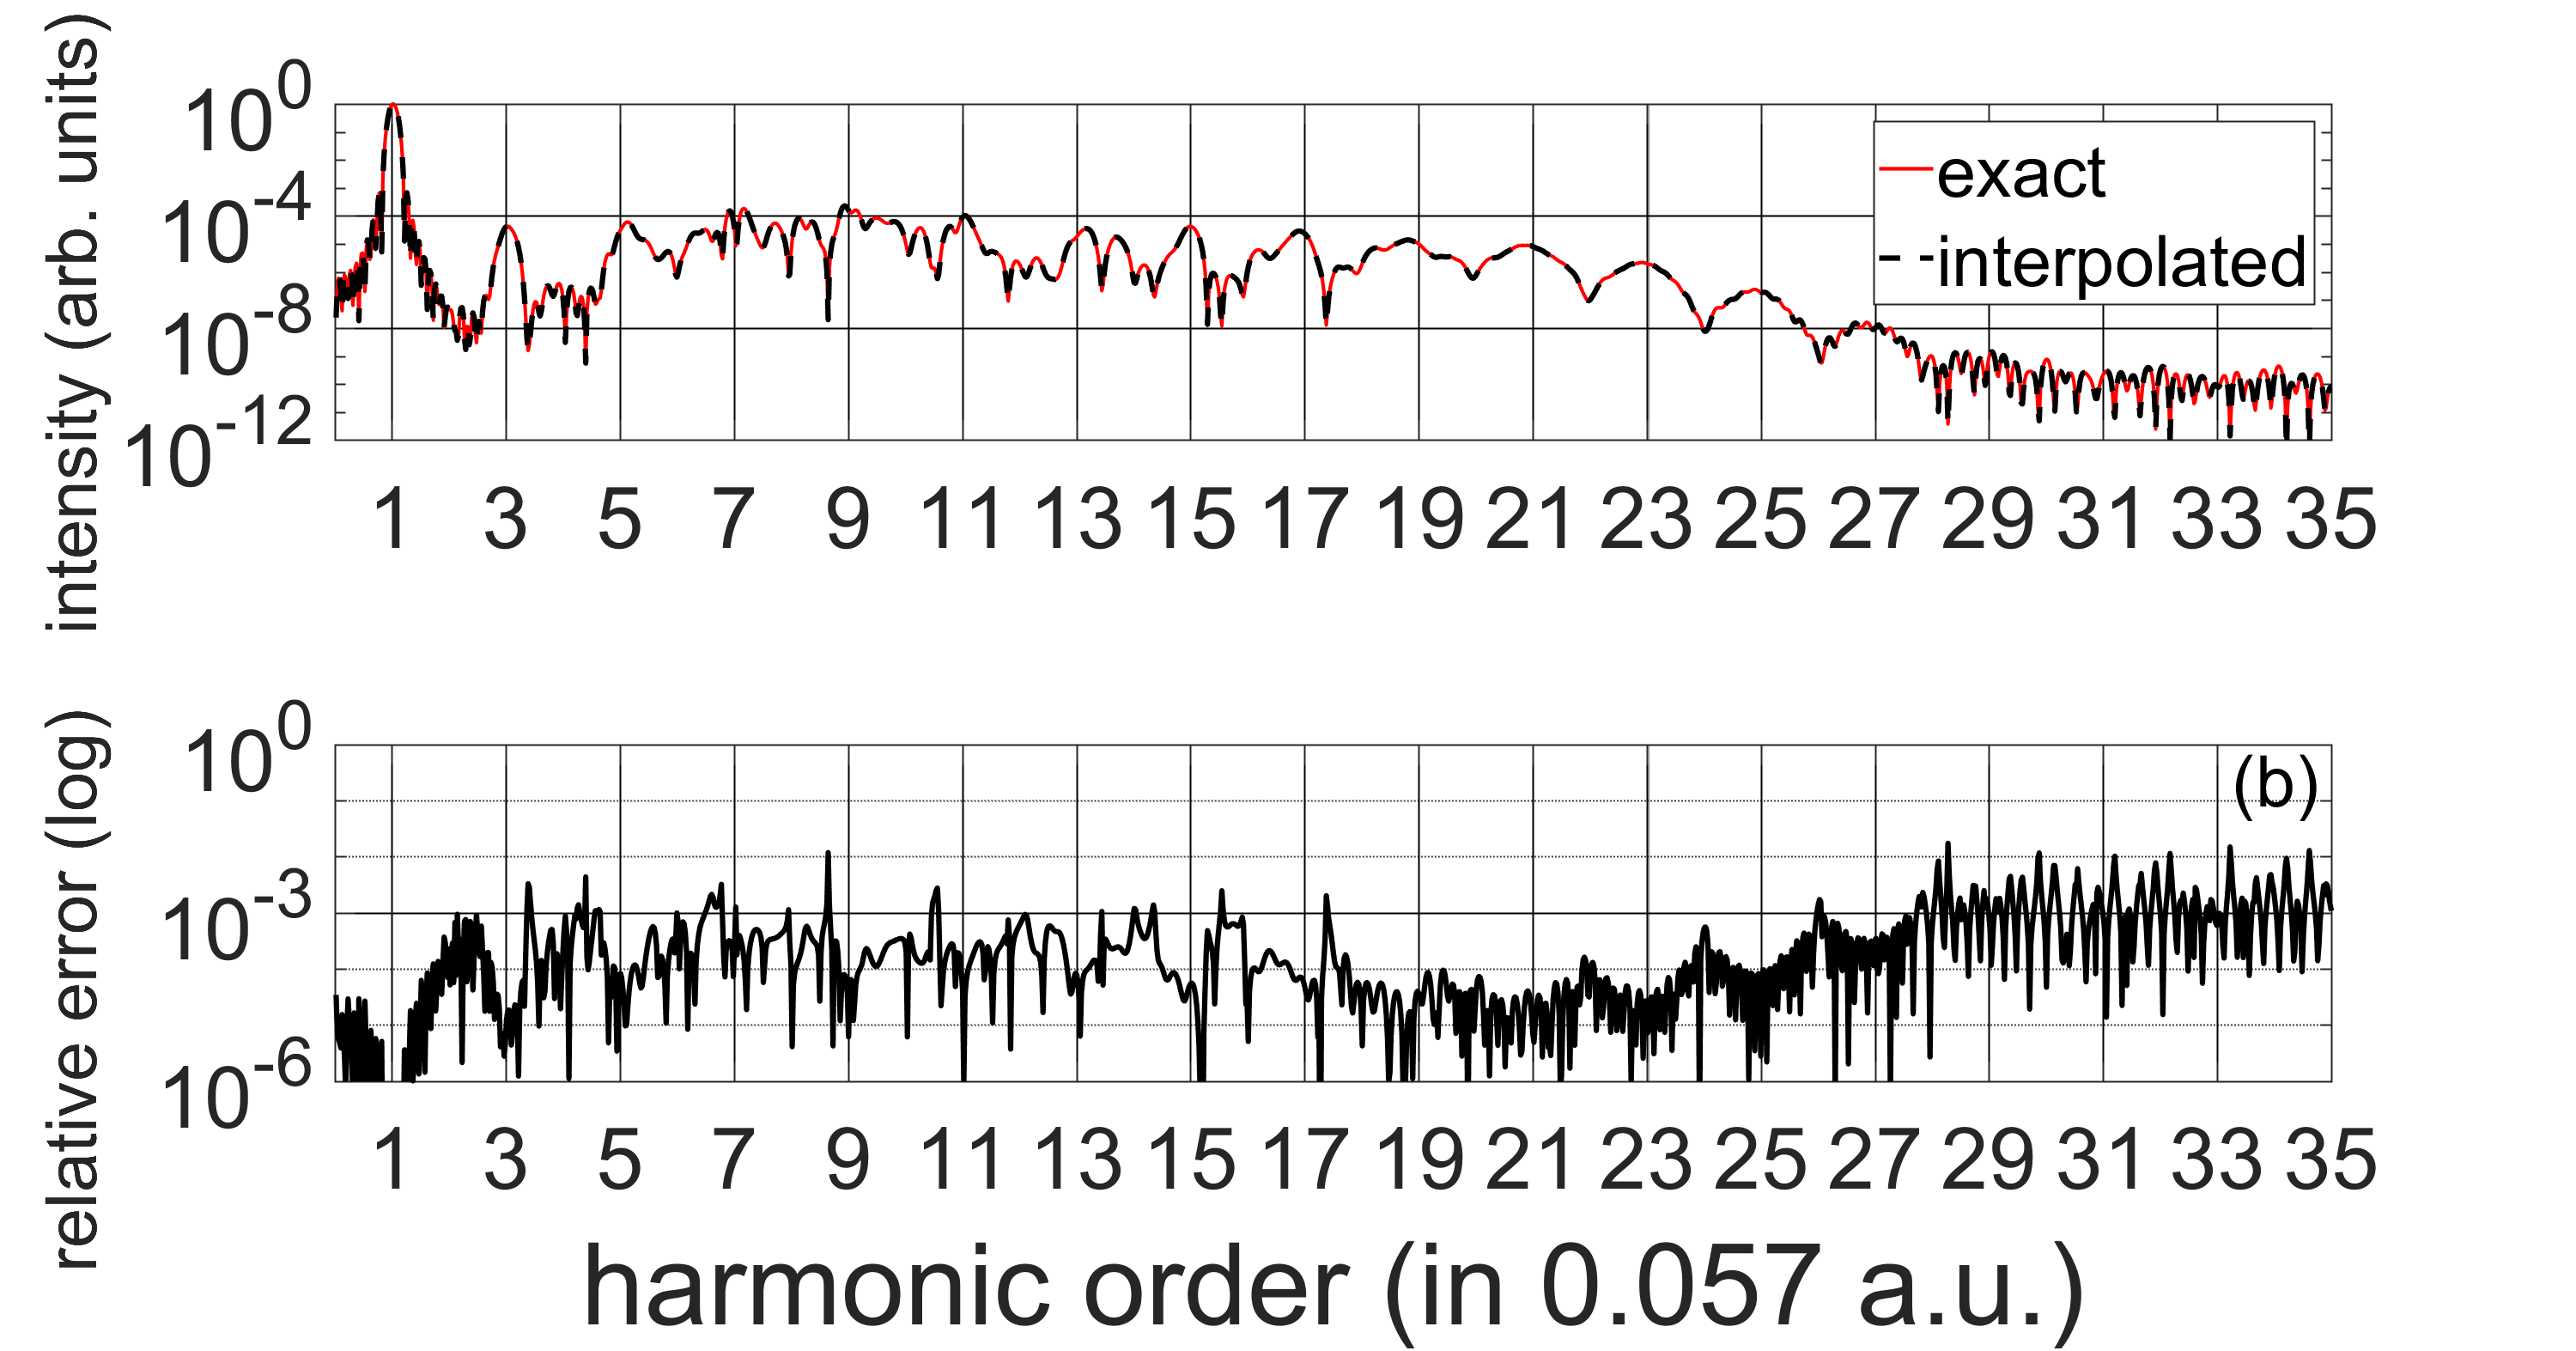 intensity (arb. units)
10^0
10^-4
10^-8
10^-12
exact
interpolated
1 3 5 7 9 11 13 15 17 19 21 23 25 27 29 31 33 35
relative error (log)
10^0
10^-3
10^-6
(b)
1 3 5 7 9 11 13 15 17 19 21 23 25 27 29 31 33 35
harmonic order (in 0.057 a.u.)